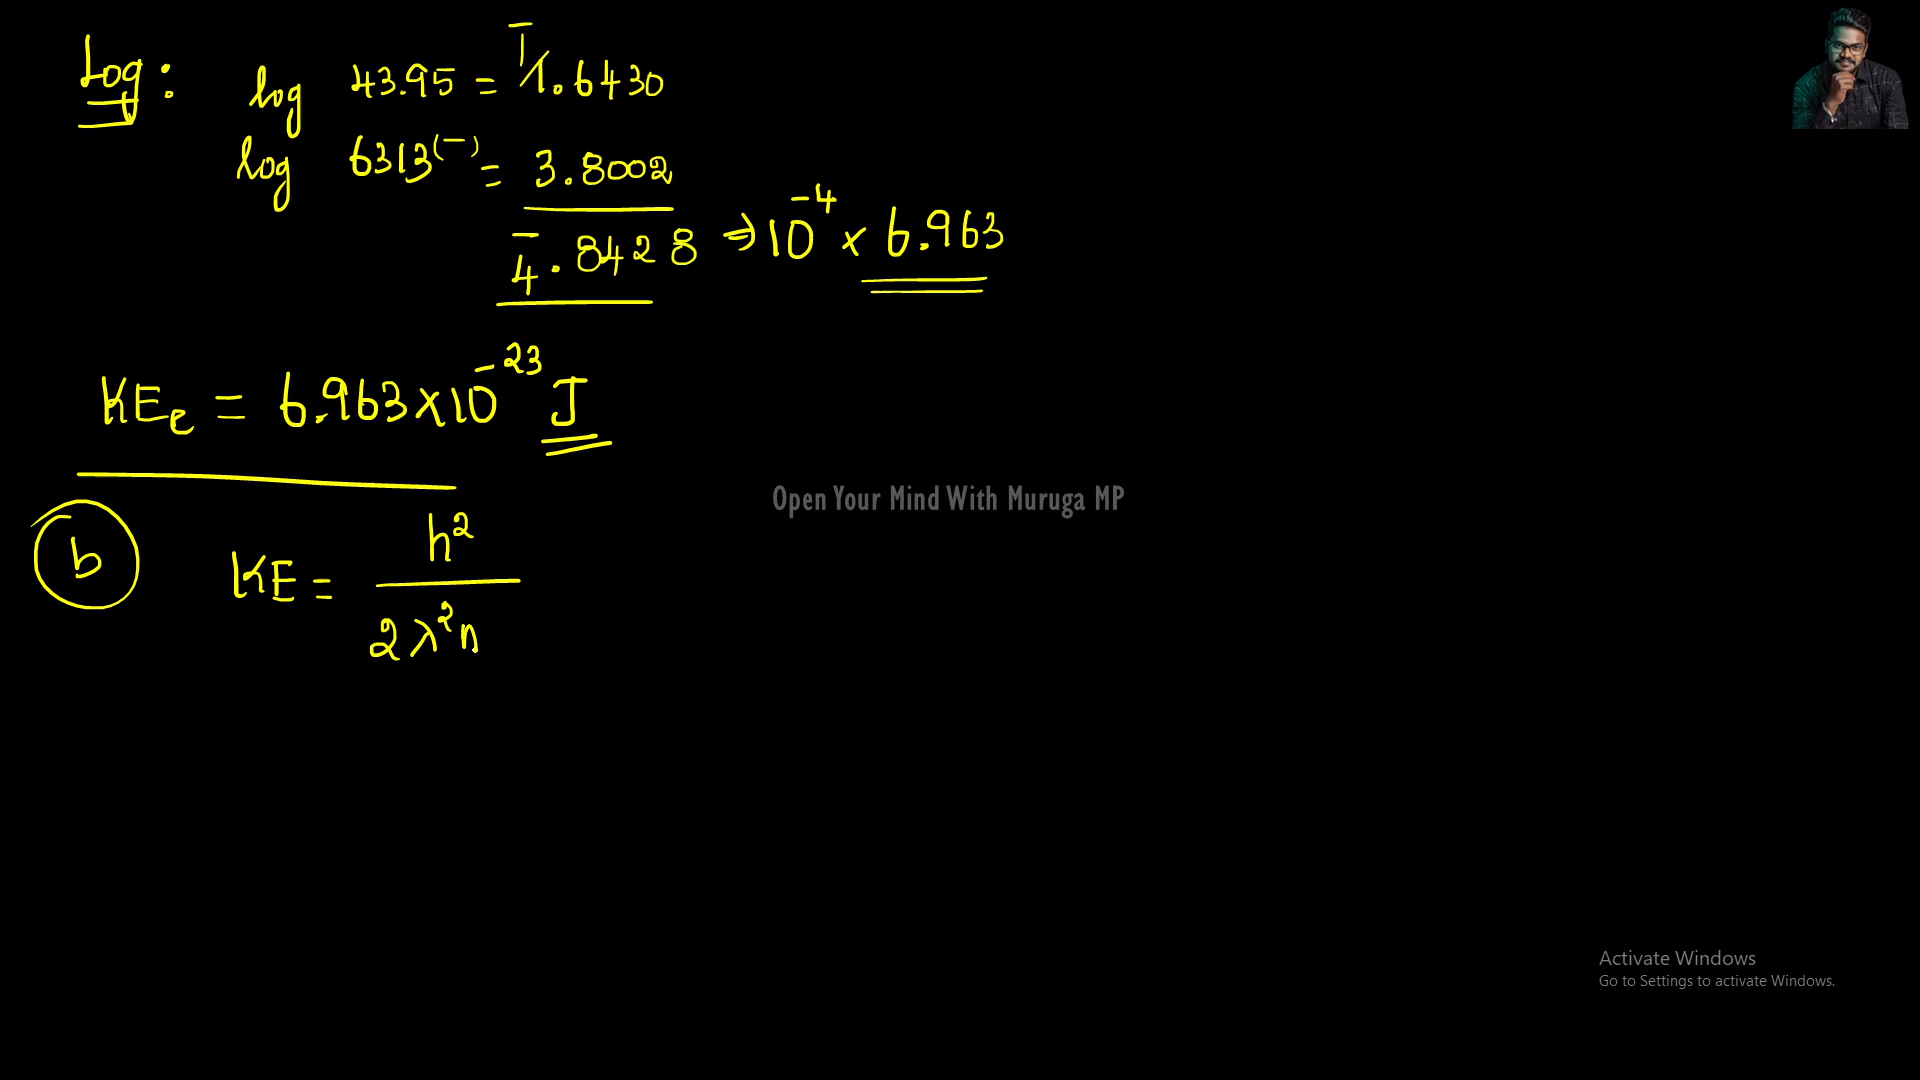 Log: log 43.95 = 1̅/1.6430
log 6313(-) = 3.8002
4̅.8428 ⇒ 10⁻⁴ × 6.963
KEe = 6.963×10⁻²³ J
Open Your Mind With Muruga MP
b KE = h²
2λ²n
Activate Windows
Go to Settings to activate Windows.